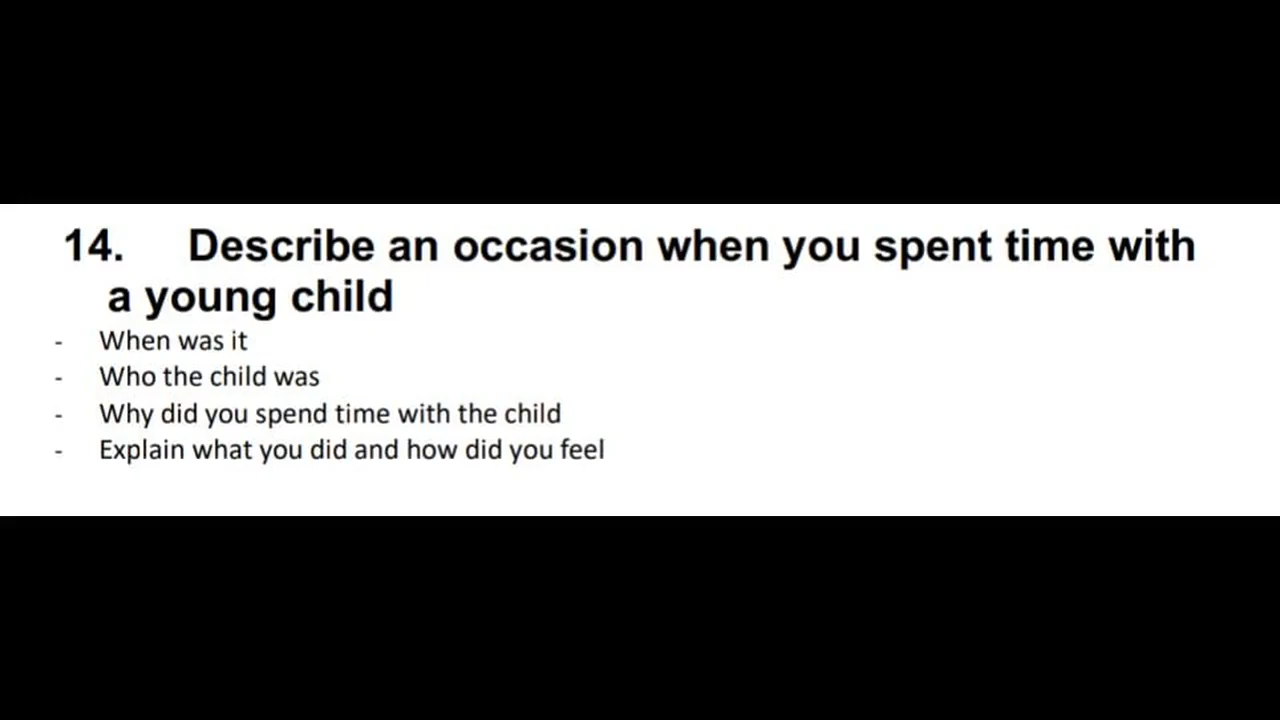 14. Describe an occasion when you spent time with
a young child
- When was it
- Who the child was
- Why did you spend time with the child
- Explain what you did and how did you feel